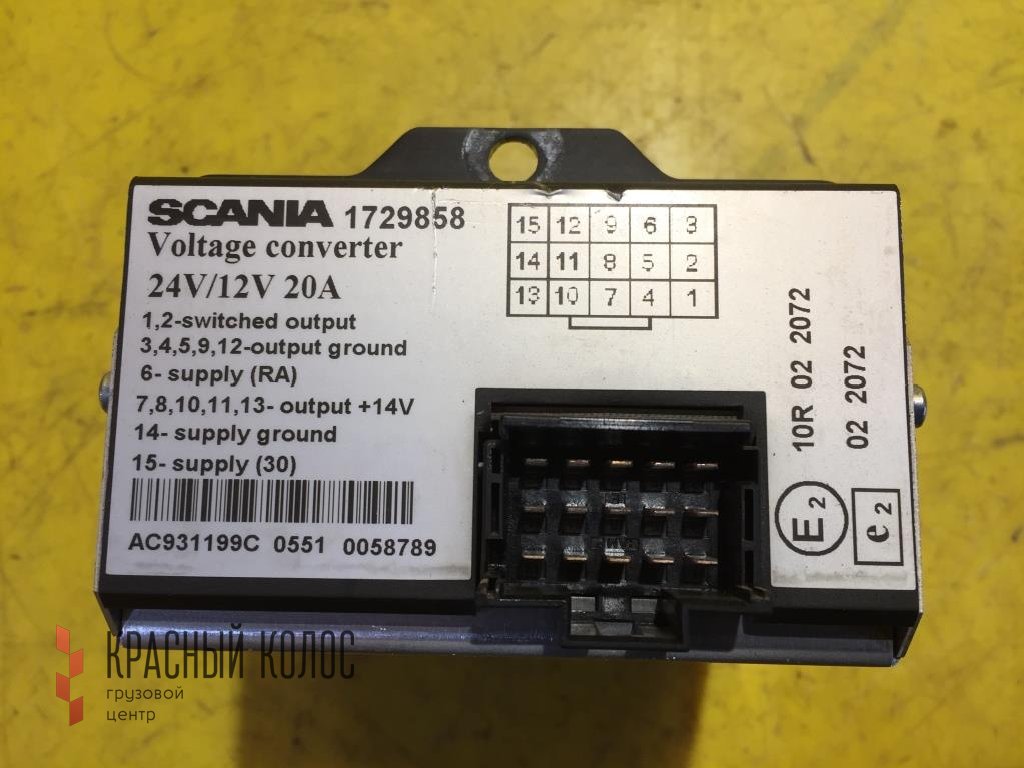 SCANIA 1729858
Voltage converter
24V/12V 20A
1,2-switched output
3,4,5,9,12-output ground
6- supply (RA)
7,8,10,11,13- output +14V
14- supply ground
15- supply (30)
AC931199C 0551 0058789
15 12 9 6 3
14 11 8 5 2
13 10 7 4 1
10R 02 2072
02 2072
E2
e2
КРАСНЫЙ КОЛОС
грузовой
центр